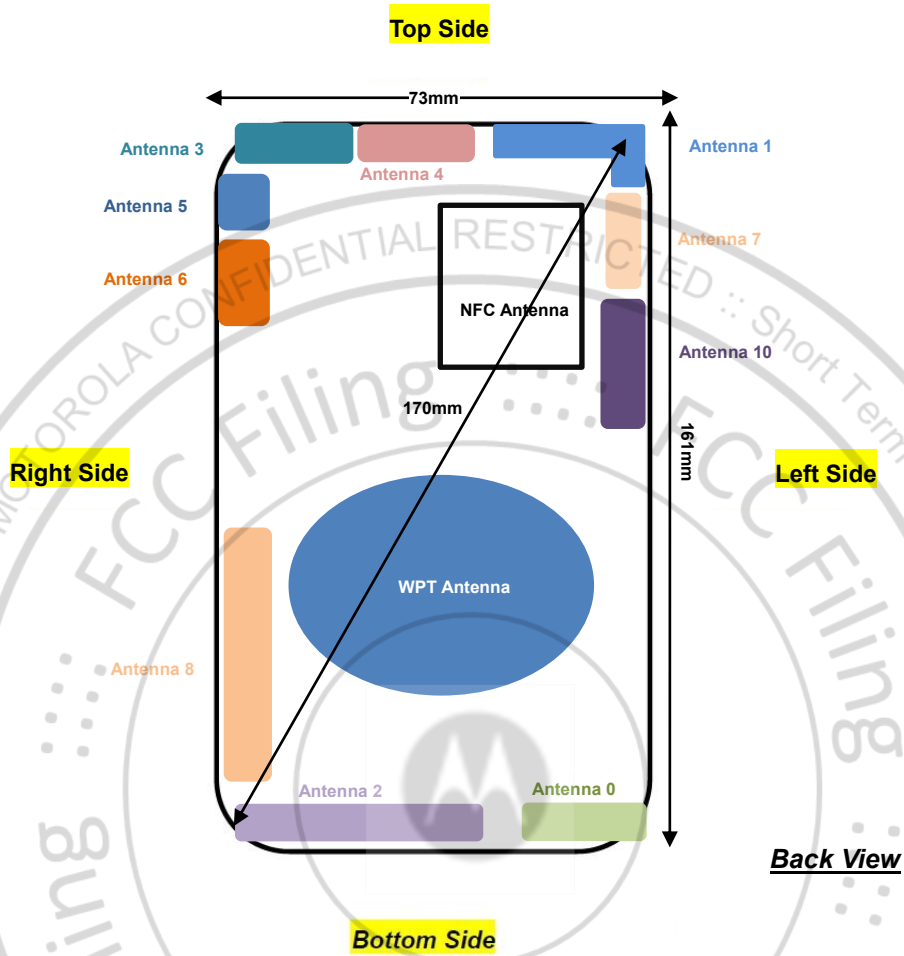 Top Side
73mm
Antenna 3
Antenna 4
Antenna 1
Antenna 5
Antenna 7
Antenna 6
NFC Antenna
Antenna 10
170mm
161mm
Right Side
Left Side
WPT Antenna
Antenna 8
Antenna 2
Antenna 0
Back View
Bottom Side
MOTOROLA CONFIDENTIAL RESTRICTED :: Short Term
FCC Filing :::: FCC Filing ::::